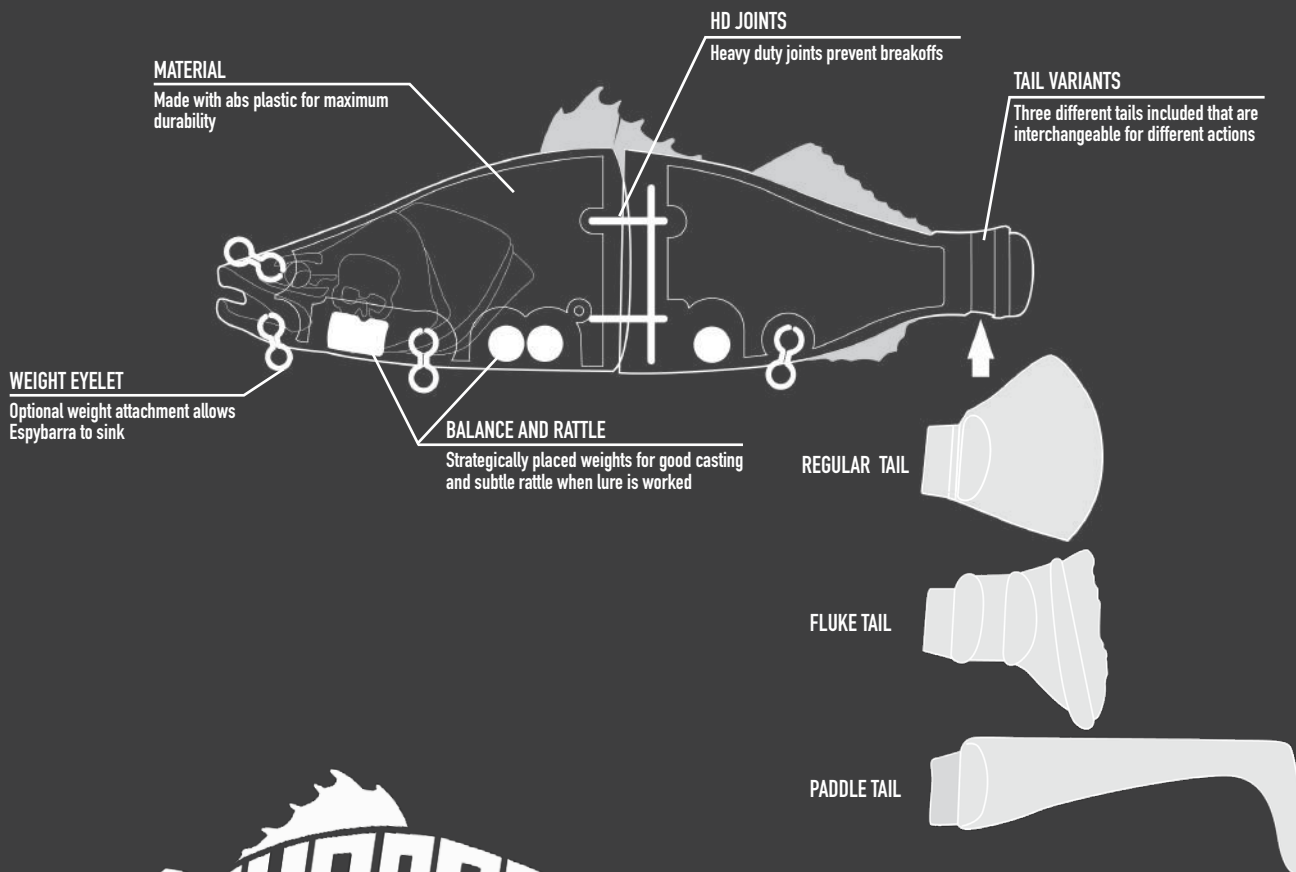 HD JOINTS
Heavy duty joints prevent breakoffs
MATERIAL
Made with abs plastic for maximum
durability
TAIL VARIANTS
Three different tails included that are
interchangeable for different actions
WEIGHT EYELET
Optional weight attachment allows
Espybarra to sink
BALANCE AND RATTLE
Strategically placed weights for good casting
and subtle rattle when lure is worked
REGULAR TAIL
FLUKE TAIL
PADDLE TAIL